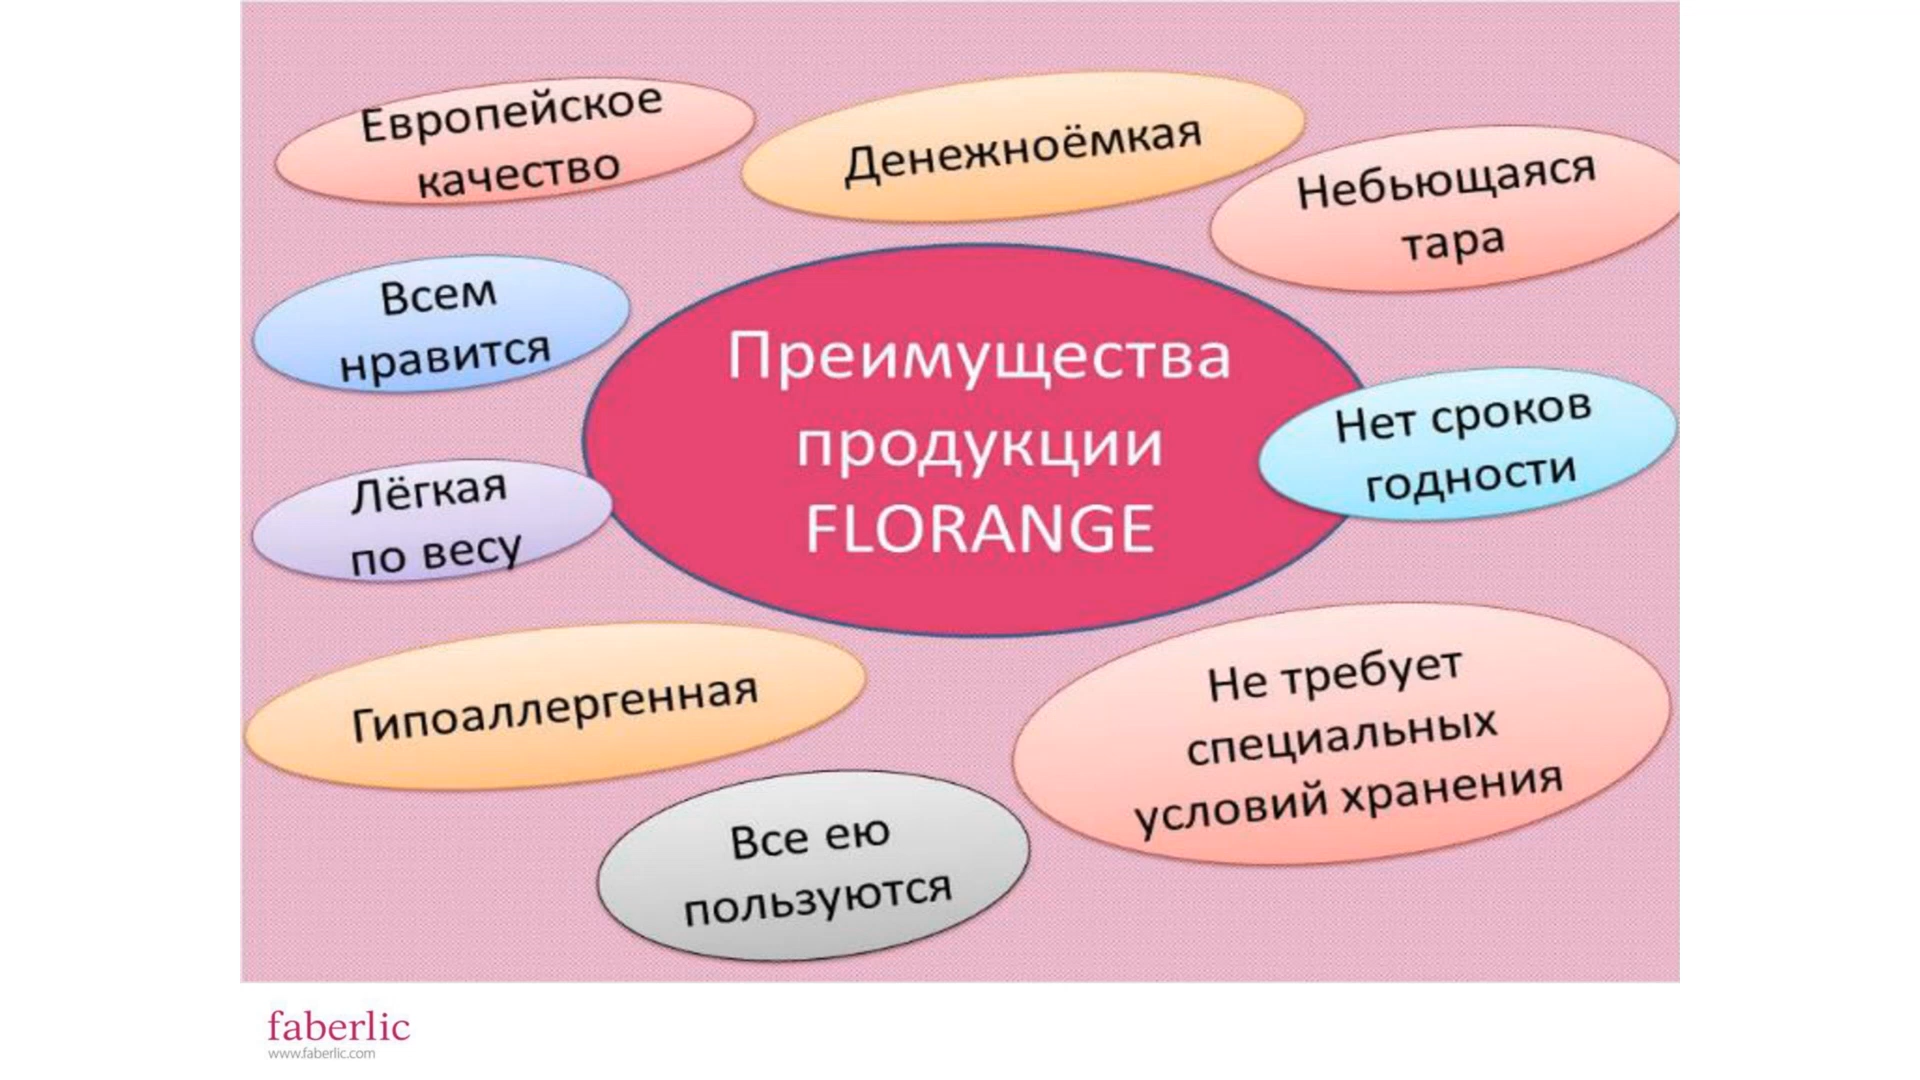 Европейское
качество
Денежноёмкая
Небьющаяся
тара
Всем
нравится
Преимущества
продукции
FLORANGE
Нет сроков
годности
Лёгкая
по весу
Гипоаллергенная
Не требует
специальных
условий хранения
Все ею
пользуются
faberlic
www.faberlic.com